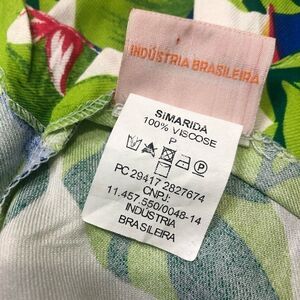 INDÚSTRIA BRASILEIRA
SiMARIDA
100% VISCOSE
P
PC 29417 2827674
CNPJ:
11.457.550/0048-14
INDÚSTRIA
BRASILEIRA